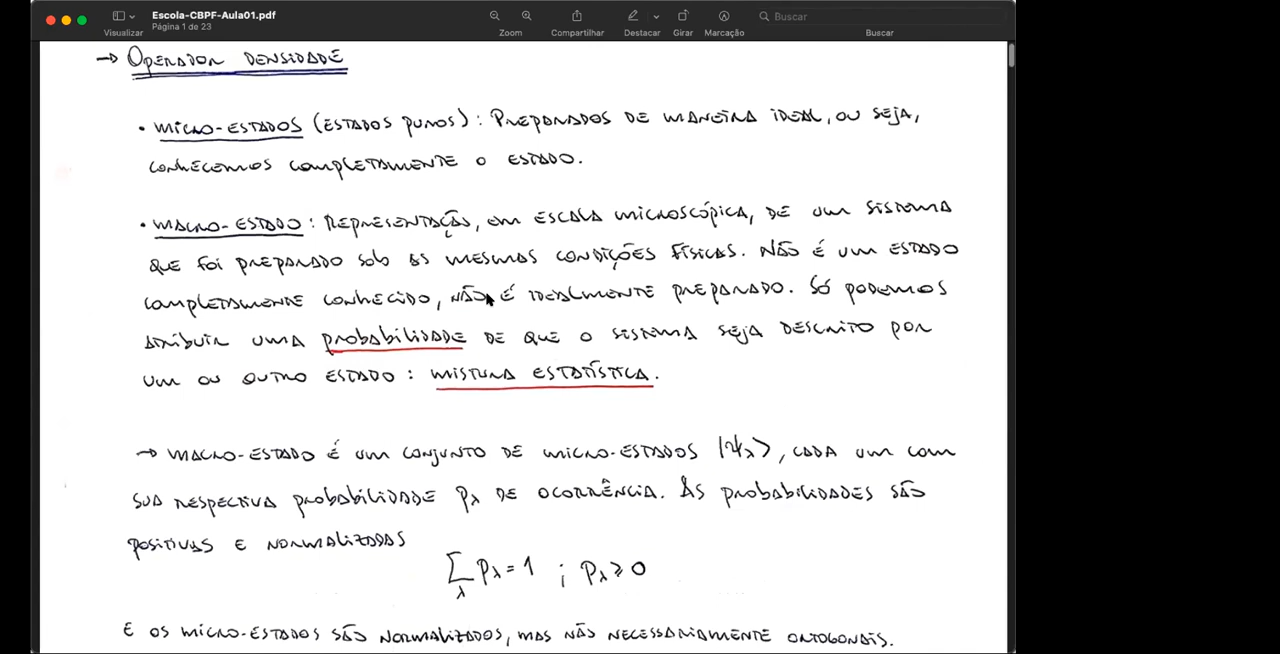 Escola-CBPF-Aula01.pdf
Página 1 de 23
Visualizar
Zoom
Compartilhar
Destacar
Girar
Marcação
Buscar
Buscar
→ OPERADOR DENSIDADE
• MICRO-ESTADOS (ESTADOS PUROS): PREPARADOS DE MANEIRA IDEAL, OU SEJA,
CONHECEMOS COMPLETAMENTE O ESTADO.
• MACRO-ESTADO: REPRESENTAÇÃO, EM ESCALA MICROSCÓPICA, DE UM SISTEMA
QUE FOI PREPARADO SOB AS MESMAS CONDIÇÕES FÍSICAS. NÃO É UM ESTADO
COMPLETAMENTE CONHECIDO, NÃO É IDEALMENTE PREPARADO. SÓ PODEMOS
ATRIBUIR UMA PROBABILIDADE DE QUE O SISTEMA SEJA DESCRITO POR
UM OU OUTRO ESTADO: MISTURA ESTATÍSTICA.
→ MACRO-ESTADO É UM CONJUNTO DE MICRO-ESTADOS |Ψλ⟩, CADA UM COM
SUA RESPECTIVA PROBABILIDADE pλ DE OCORRÊNCIA. AS PROBABILIDADES SÃO
POSITIVAS E NORMALIZADAS
∑λ pλ = 1 ; pλ ≥ 0
E OS MICRO-ESTADOS SÃO NORMALIZADOS, MAS NÃO NECESSARIAMENTE ORTOGONAIS.